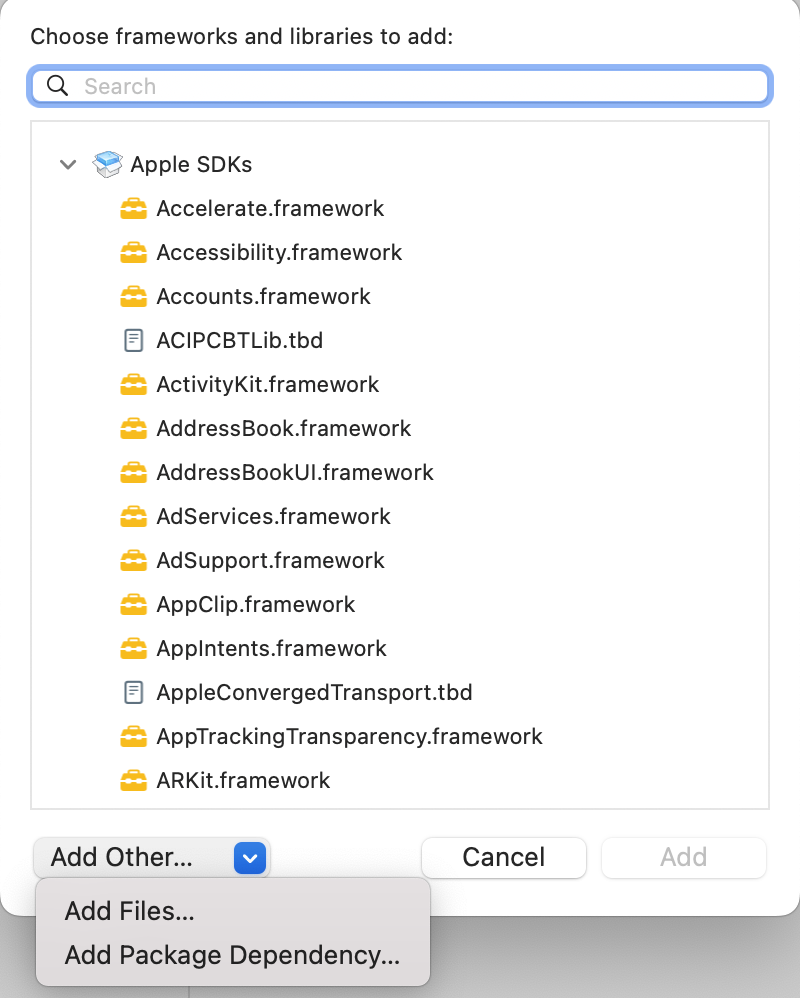 Choose frameworks and libraries to add:
Search
Apple SDKs
Accelerate.framework
Accessibility.framework
Accounts.framework
ACIPCBTLib.tbd
ActivityKit.framework
AddressBook.framework
AddressBookUI.framework
AdServices.framework
AdSupport.framework
AppClip.framework
AppIntents.framework
AppleConvergedTransport.tbd
AppTrackingTransparency.framework
ARKit.framework
Add Other... Cancel Add
Add Files...
Add Package Dependency...